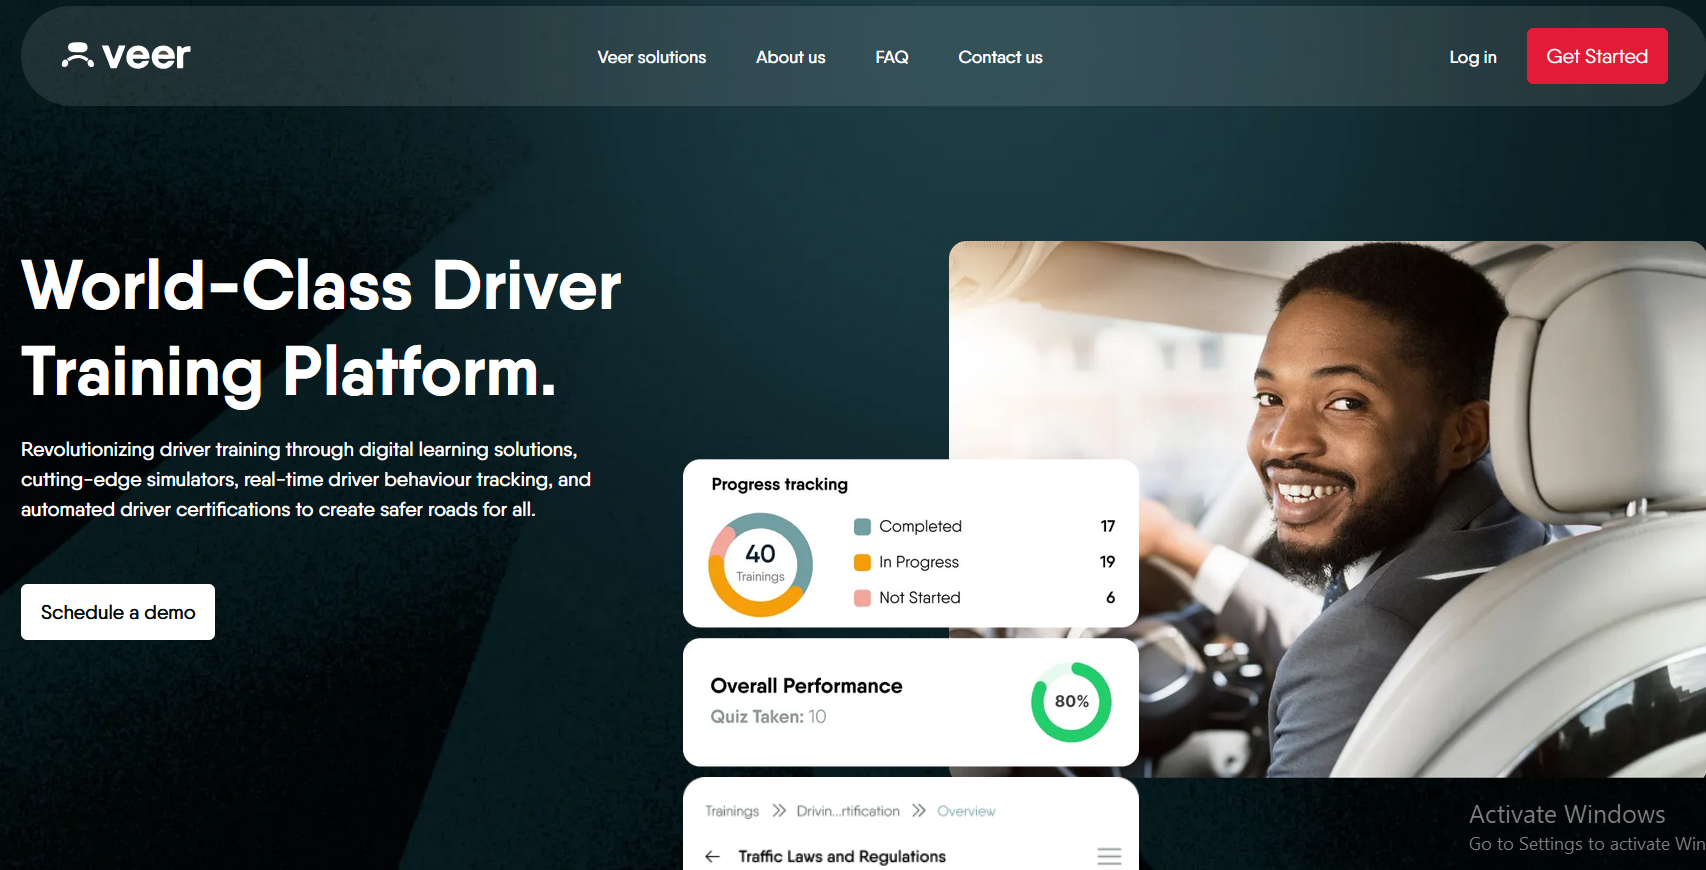 veer
Veer solutions
About us
FAQ
Contact us
Log in
Get Started
World-Class Driver
Training Platform.
Revolutionizing driver training through digital learning solutions,
cutting-edge simulators, real-time driver behaviour tracking, and
automated driver certifications to create safer roads for all.
Schedule a demo
Progress tracking
40
Trainings
Completed 17
In Progress 19
Not Started 6
Overall Performance
Quiz Taken: 10
80%
Trainings >> Drivin...rtification >> Overview
← Traffic Laws and Regulations
Activate Windows
Go to Settings to activate Win